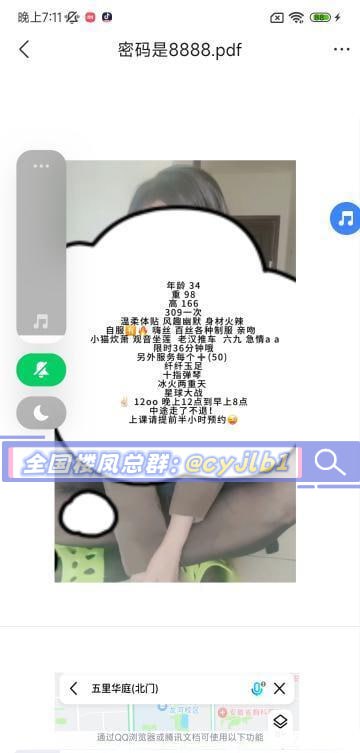 晚上7:11
密码是8888.pdf
年龄 34
重 98
高 166
309一次
温柔体贴 风趣幽默 身材火辣
自服🔥 嗨丝 百丝各种制服 亲吻
小猫炊萧 观音坐莲 老汉推车 六九 急情a a
限时36分钟哦
另外服务每个➕(50)
纤纤玉足
十指弹琴
冰火两重天
星球大战
✌🏻 12oo 晚上12点到早上8点
中途走了不退!
上课请提前半小时预约😜
全国楼凤总群:@cyjlb1
五里华庭(北门)
龙河校区
通过QQ浏览器或腾讯文档可使用以下功能